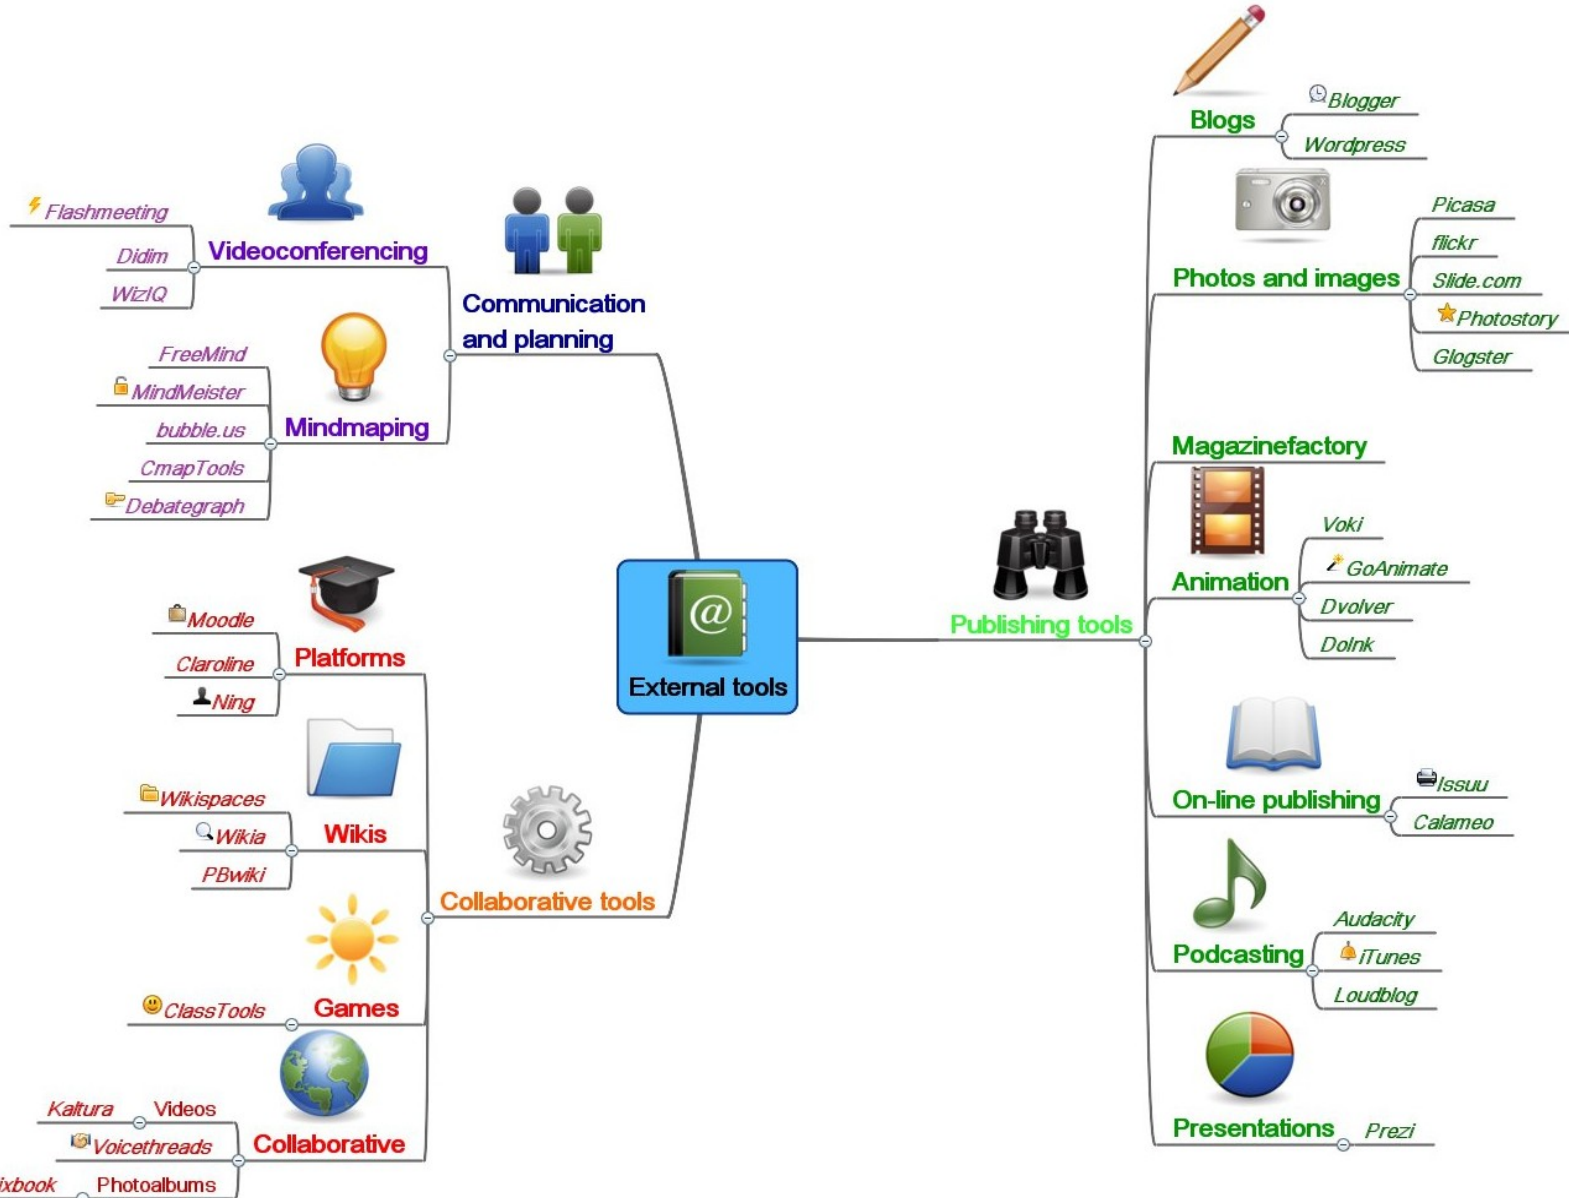 External tools
Communication
and planning
Videoconferencing
Flashmeeting
Didim
WizIQ
Mindmaping
FreeMind
MindMeister
bubble.us
CmapTools
Debategraph
Collaborative tools
Platforms
Moodle
Claroline
Ning
Wikis
Wikispaces
Wikia
PBwiki
Games
ClassTools
Collaborative
Videos
Kaltura
Voicethreads
Photoalbums
ixbook
Publishing tools
Blogs
Blogger
Wordpress
Photos and images
Picasa
flickr
Slide.com
Photostory
Glogster
Magazinefactory
Animation
Voki
GoAnimate
Dvolver
DoInk
On-line publishing
Issuu
Calameo
Podcasting
Audacity
iTunes
Loudblog
Presentations
Prezi
@